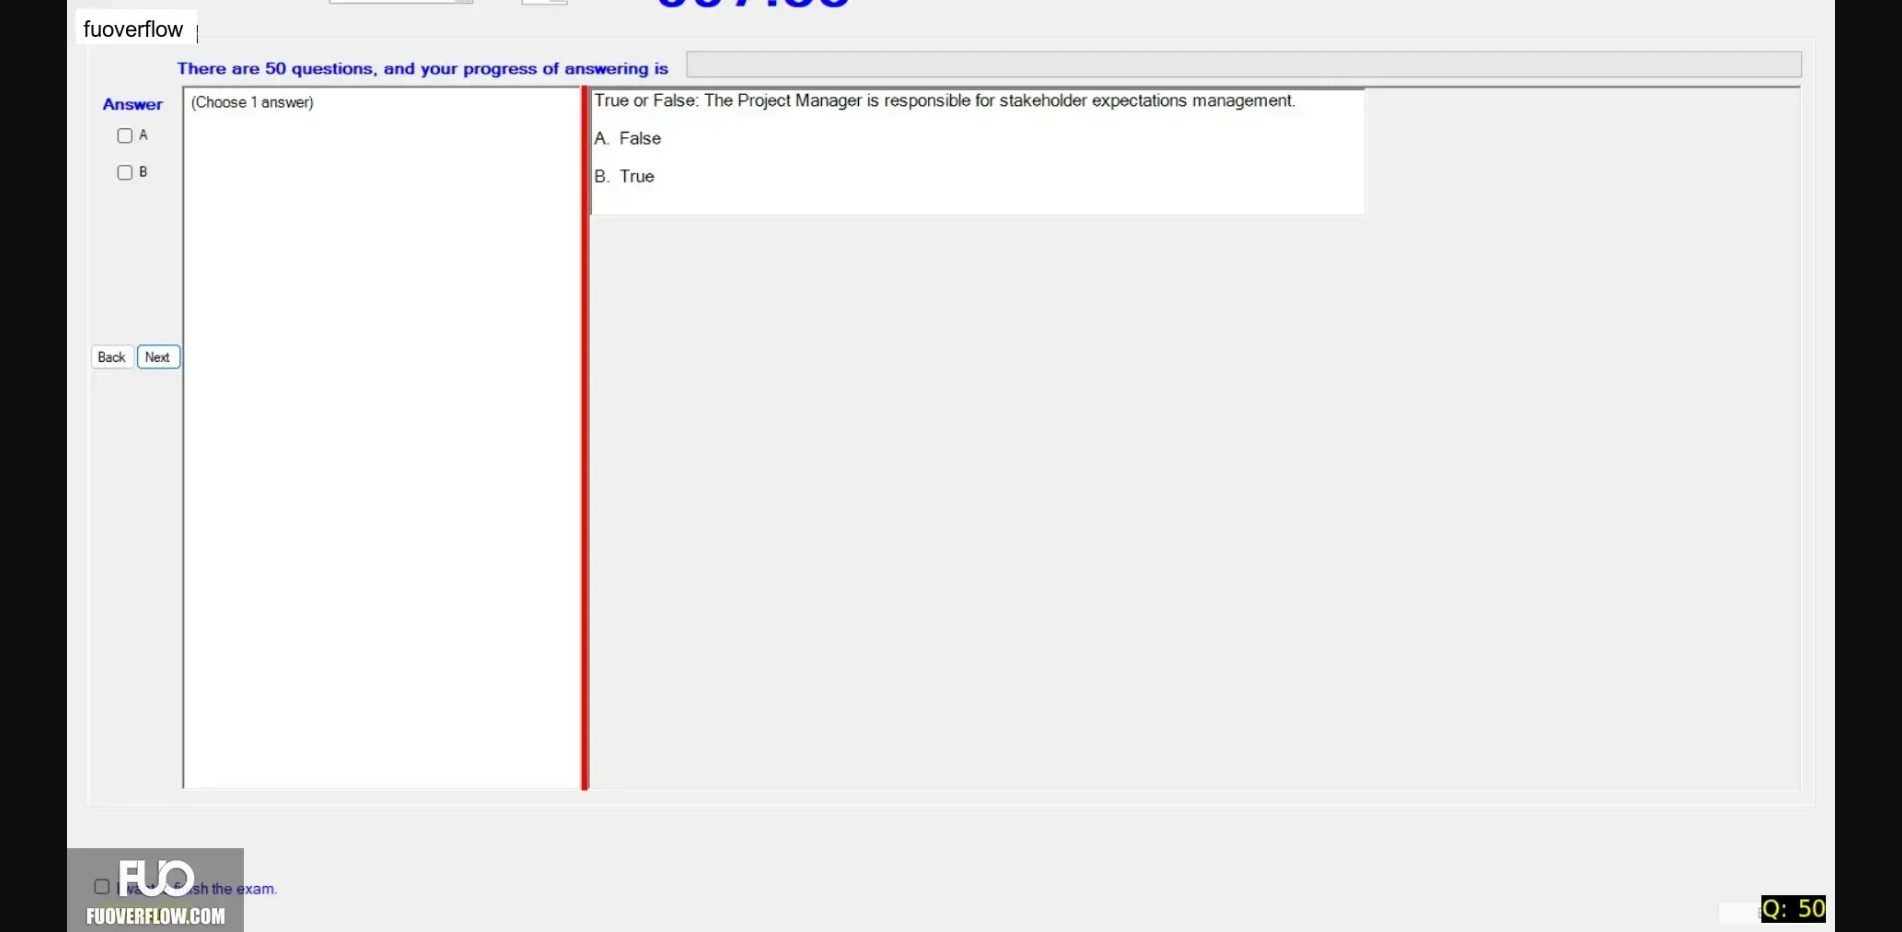 fuoverflow
There are 50 questions, and your progress of answering is
Answer
(Choose 1 answer)
A
B
True or False: The Project Manager is responsible for stakeholder expectations management.
A. False
B. True
Back Next
FUO
sh the exam.
FUOVERFLOW.COM
Q: 50